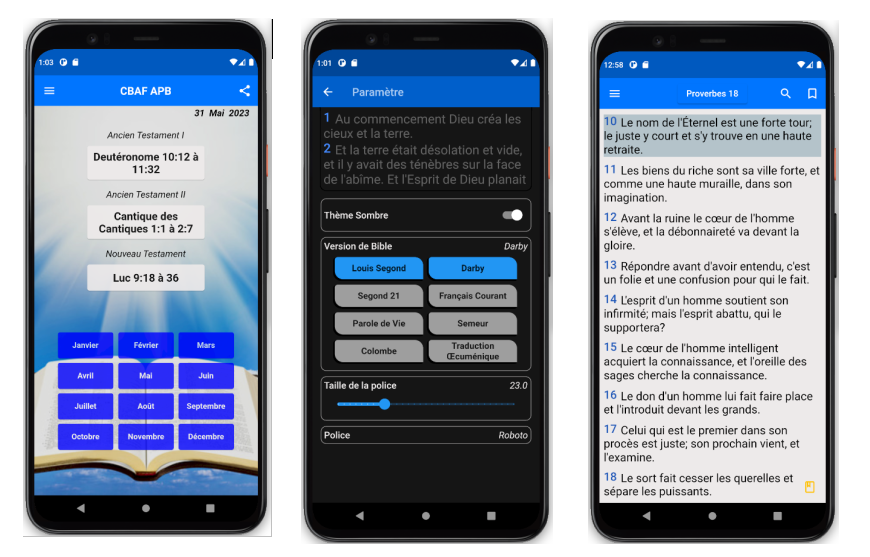 1:03
CBAF APB
31 Mai 2023
Ancien Testament I
Deutéronome 10:12 à
11:32
Ancien Testament II
Cantique des
Cantiques 1:1 à 2:7
Nouveau Testament
Luc 9:18 à 36
Janvier Février Mars
Avril Mai Juin
Juillet Août Septembre
Octobre Novembre Décembre
1:01
Paramètre
1 Au commencement Dieu créa les
cieux et la terre.
2 Et la terre était désolation et vide,
et il y avait des ténèbres sur la face
de l'abîme. Et l'Esprit de Dieu planait
Thème Sombre
Version de Bible Darby
Louis Segond Darby
Segond 21 Français Courant
Parole de Vie Semeur
Colombe Traduction
Œcuménique
Taille de la police 23.0
Police Roboto
12:58
Proverbes 18
10 Le nom de l'Éternel est une forte tour;
le juste y court et s'y trouve en une haute
retraite.
11 Les biens du riche sont sa ville forte, et
comme une haute muraille, dans son
imagination.
12 Avant la ruine le cœur de l'homme
s'élève, et la débonnaireté va devant la
gloire.
13 Répondre avant d'avoir entendu, c'est
un folie et une confusion pour qui le fait.
14 L'esprit d'un homme soutient son
infirmité; mais l'esprit abattu, qui le
supportera?
15 Le cœur de l'homme intelligent
acquiert la connaissance, et l'oreille des
sages cherche la connaissance.
16 Le don d'un homme lui fait faire place
et l'introduit devant les grands.
17 Celui qui est le premier dans son
procès est juste; son prochain vient, et
l'examine.
18 Le sort fait cesser les querelles et
sépare les puissants.